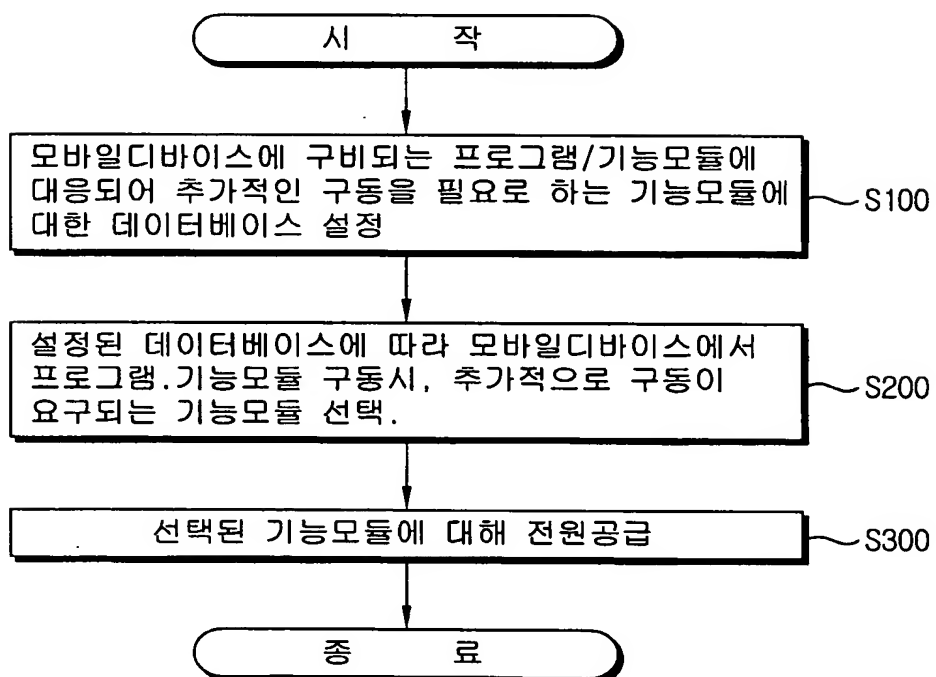 시 작
모바일디바이스에 구비되는 프로그램/기능모듈에
대응되어 추가적인 구동을 필요로 하는 기능모듈에
대한 데이터베이스 설정
S100
설정된 데이터베이스에 따라 모바일디바이스에서
프로그램.기능모듈 구동시, 추가적으로 구동이
요구되는 기능모듈 선택.
S200
선택된 기능모듈에 대해 전원공급
S300
종 료